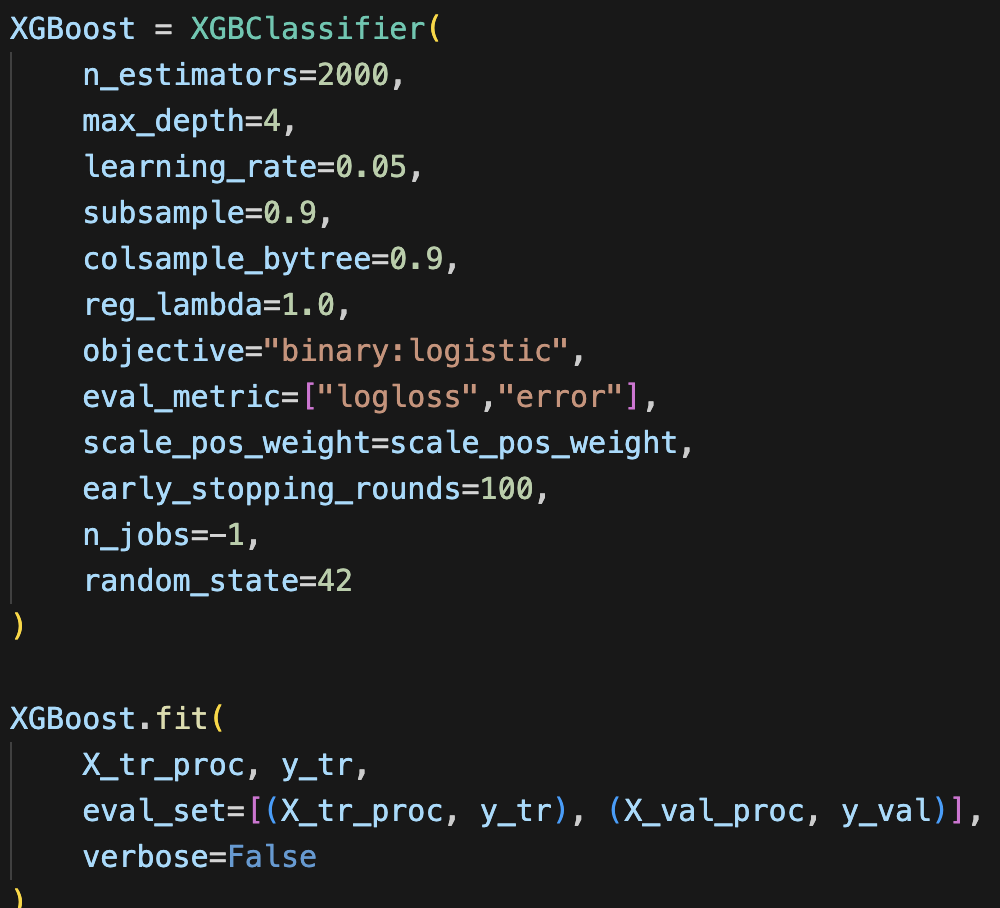 XGBoost = XGBClassifier(
    n_estimators=2000,
    max_depth=4,
    learning_rate=0.05,
    subsample=0.9,
    colsample_bytree=0.9,
    reg_lambda=1.0,
    objective="binary:logistic",
    eval_metric=["logloss","error"],
    scale_pos_weight=scale_pos_weight,
    early_stopping_rounds=100,
    n_jobs=-1,
    random_state=42
)

XGBoost.fit(
    X_tr_proc, y_tr,
    eval_set=[(X_tr_proc, y_tr), (X_val_proc, y_val)],
    verbose=False
)